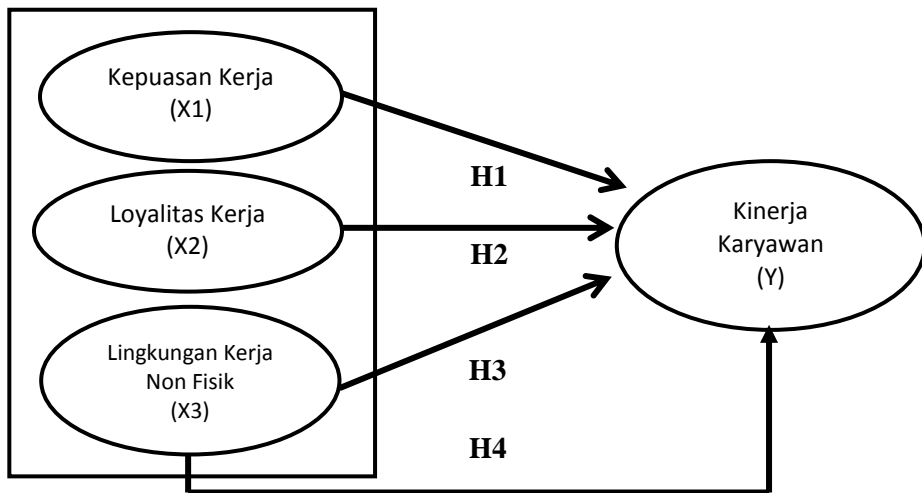 Kepuasan Kerja
(X1)
Loyalitas Kerja
(X2)
Lingkungan Kerja
Non Fisik
(X3)
H1
H2
H3
H4
Kinerja
Karyawan
(Y)